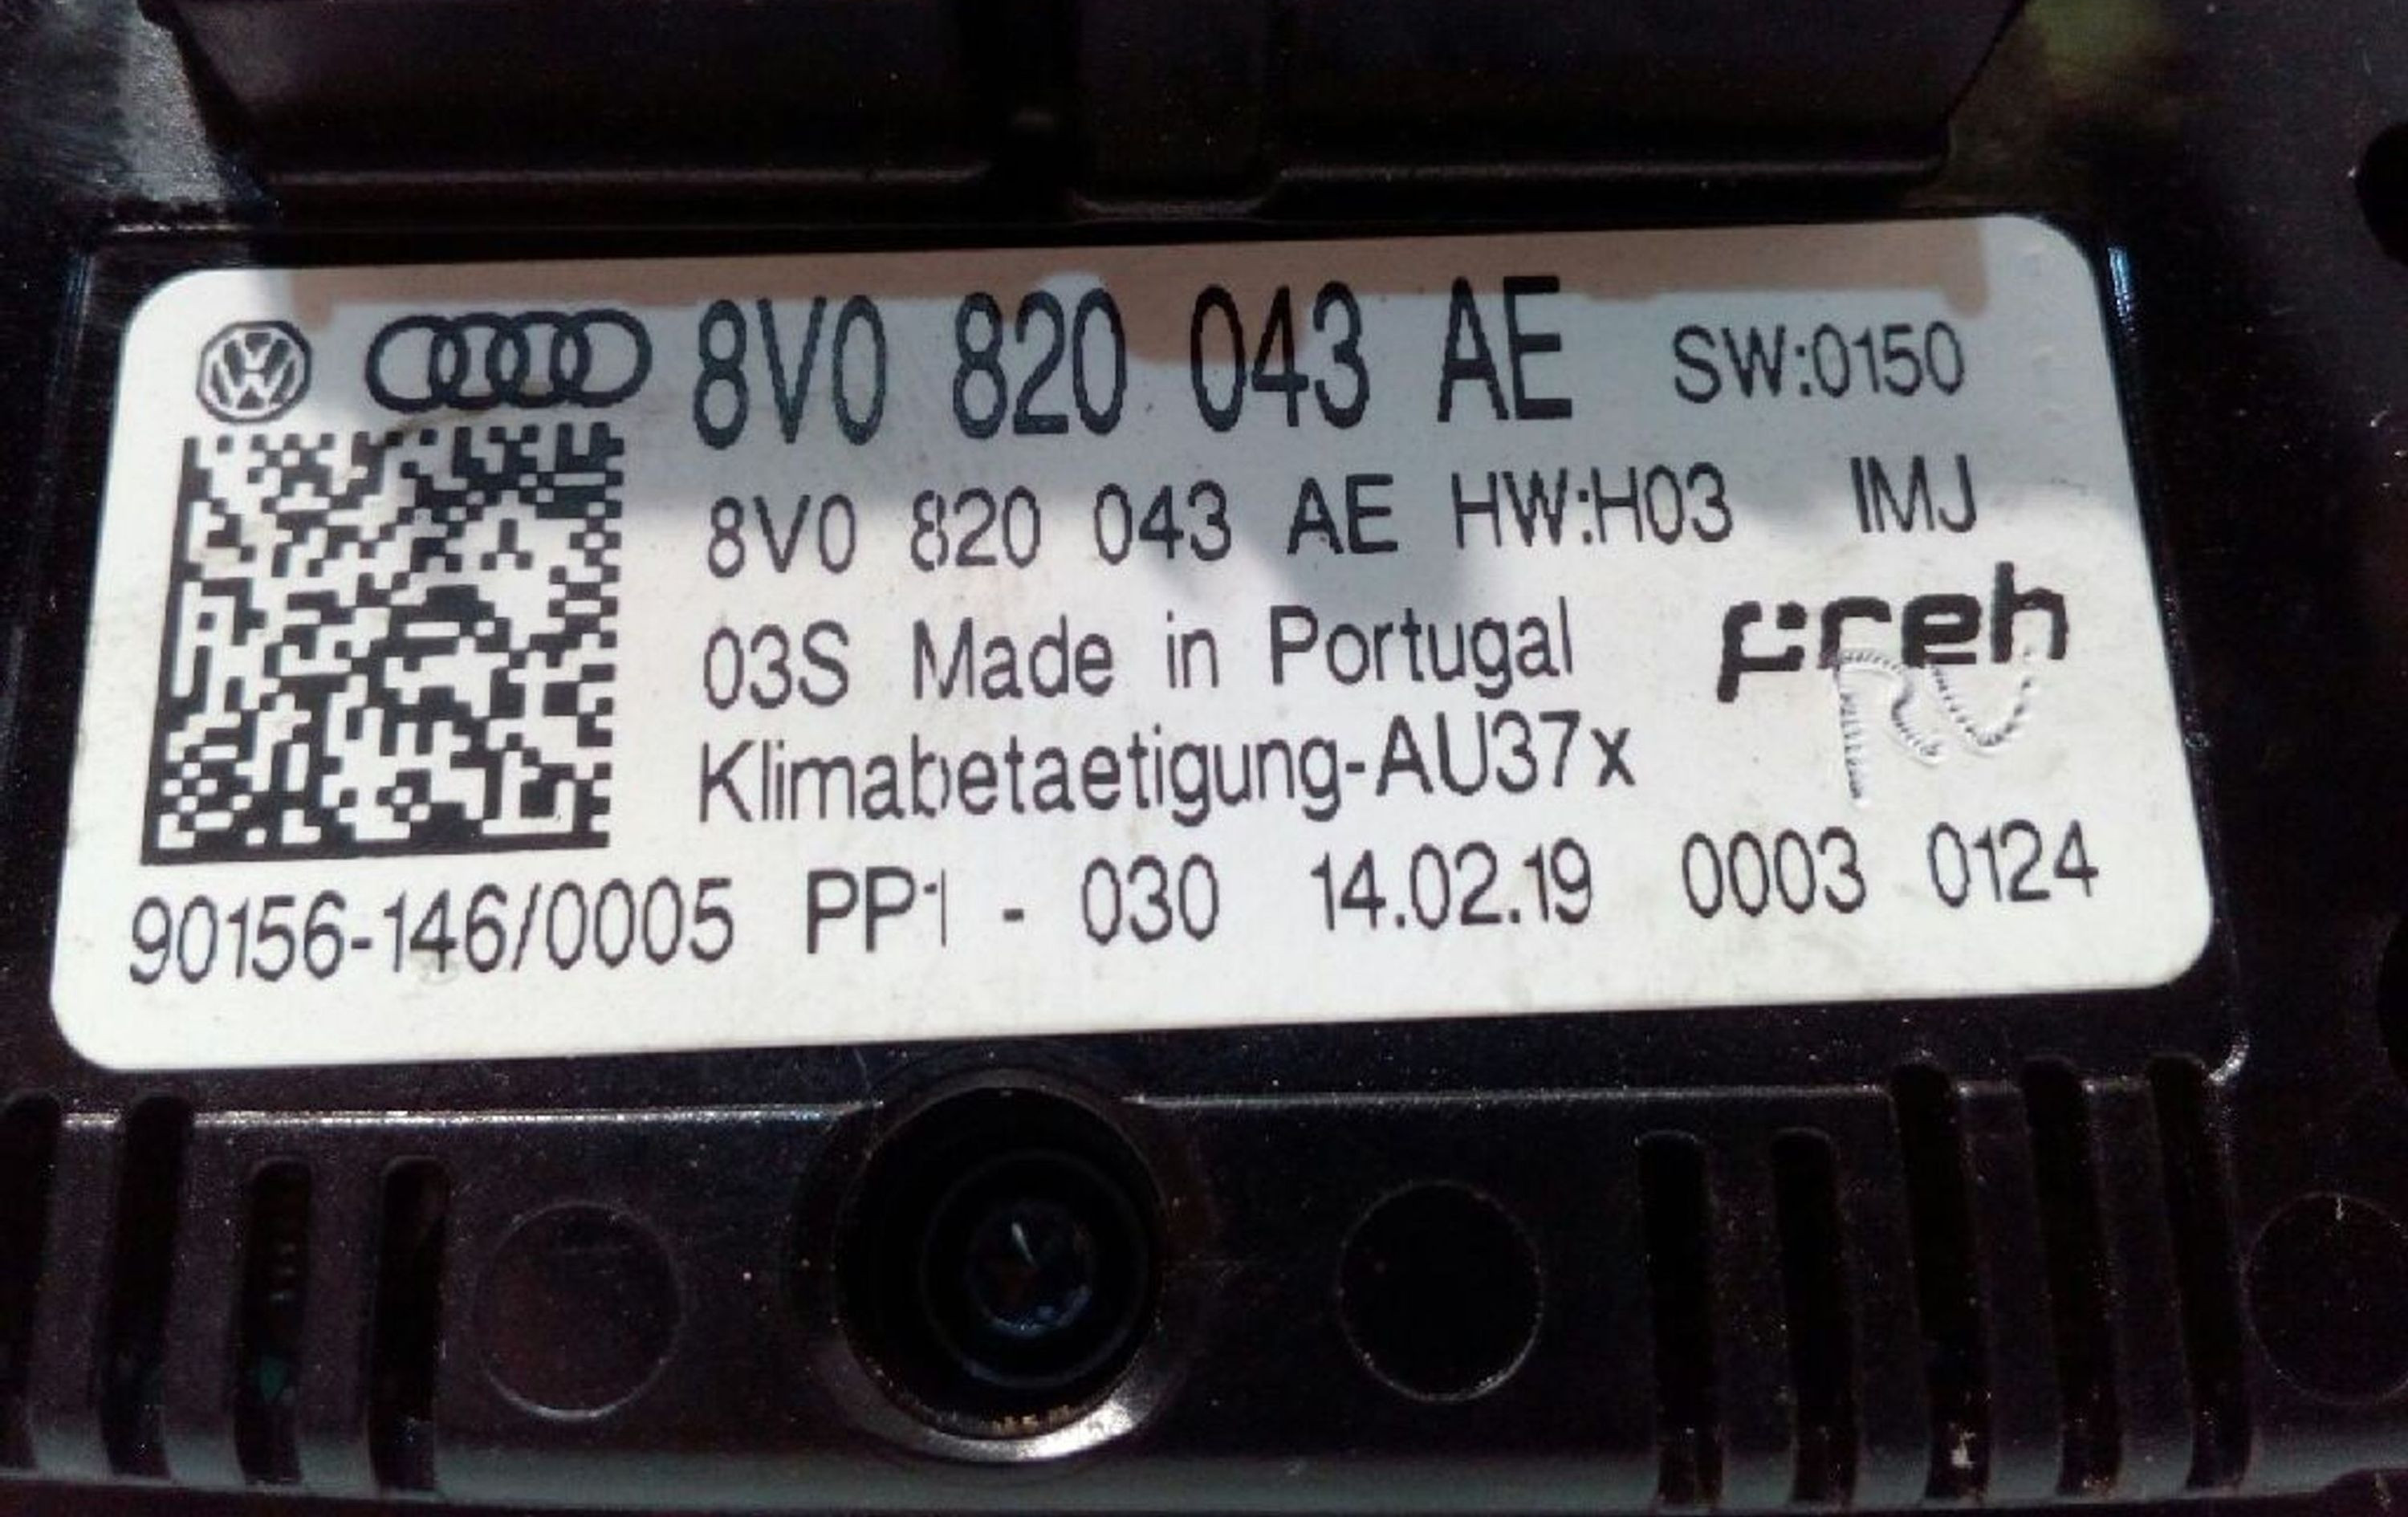 8V0 820 043 AE SW:0150
8V0 820 043 AE HW:H03 IMJ
03S Made in Portugal preh
Klimabetaetigung-AU37x
90156-146/0005 PP1 - 030 14.02.19 0003 0124